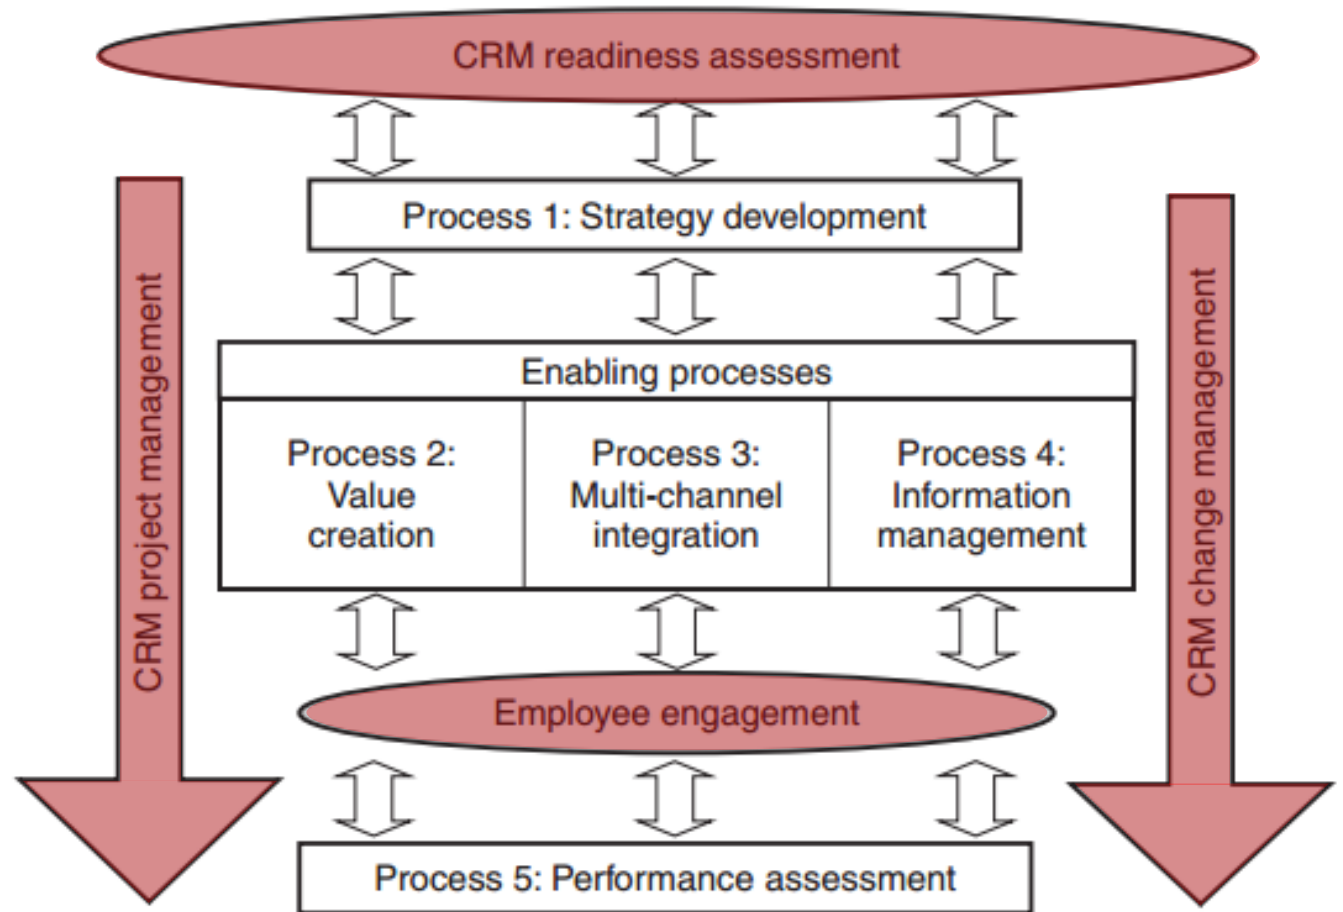 CRM readiness assessment
Process 1: Strategy development
CRM project management
CRM change management
Enabling processes
Process 2:
Value
creation
Process 3:
Multi-channel
integration
Process 4:
Information
management
Employee engagement
Process 5: Performance assessment